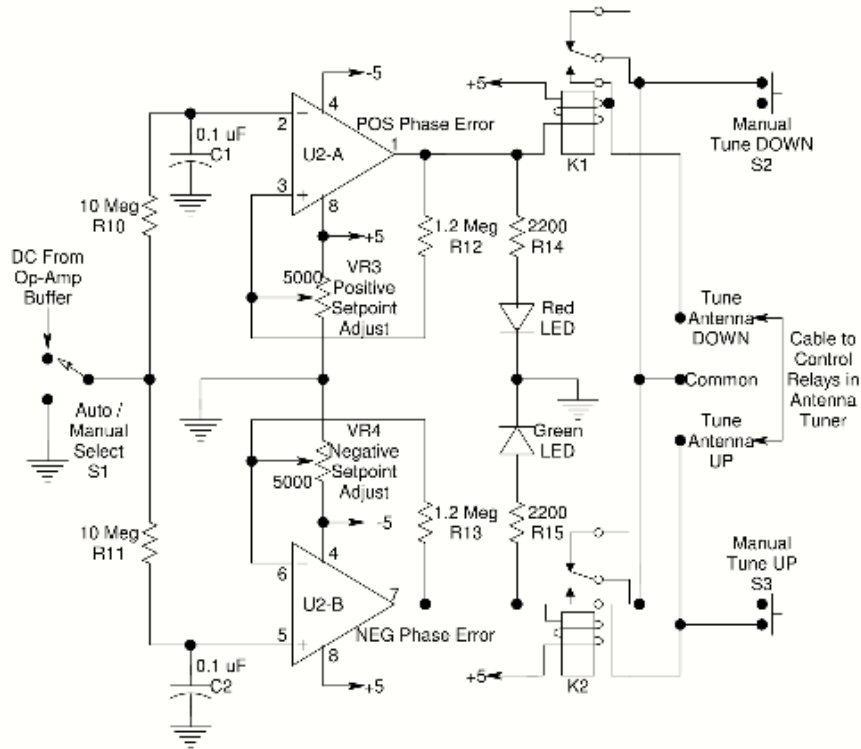 -5
+5
4
2
POS Phase Error
0.1 uF
C1
U2-A
1
K1
Manual
Tune DOWN
S2
3
+
8
10 Meg
R10
+5
1.2 Meg
R12
2200
R14
DC From
Op-Amp
Buffer
5000
VR3
Positive
Setpoint
Adjust
Red
LED
Tune
Antenna
DOWN
Cable to
Control
Relays in
Antenna
Tuner
Common
Auto /
Manual
Select
S1
VR4
Negative
Setpoint
Adjust
5000
Green
LED
Tune
Antenna
UP
10 Meg
R11
-5
1.2 Meg
R13
2200
R15
4
6
7
U2-B
Manual
Tune UP
S3
5
+
NEG Phase Error
8
0.1 uF
C2
+5
+5
K2